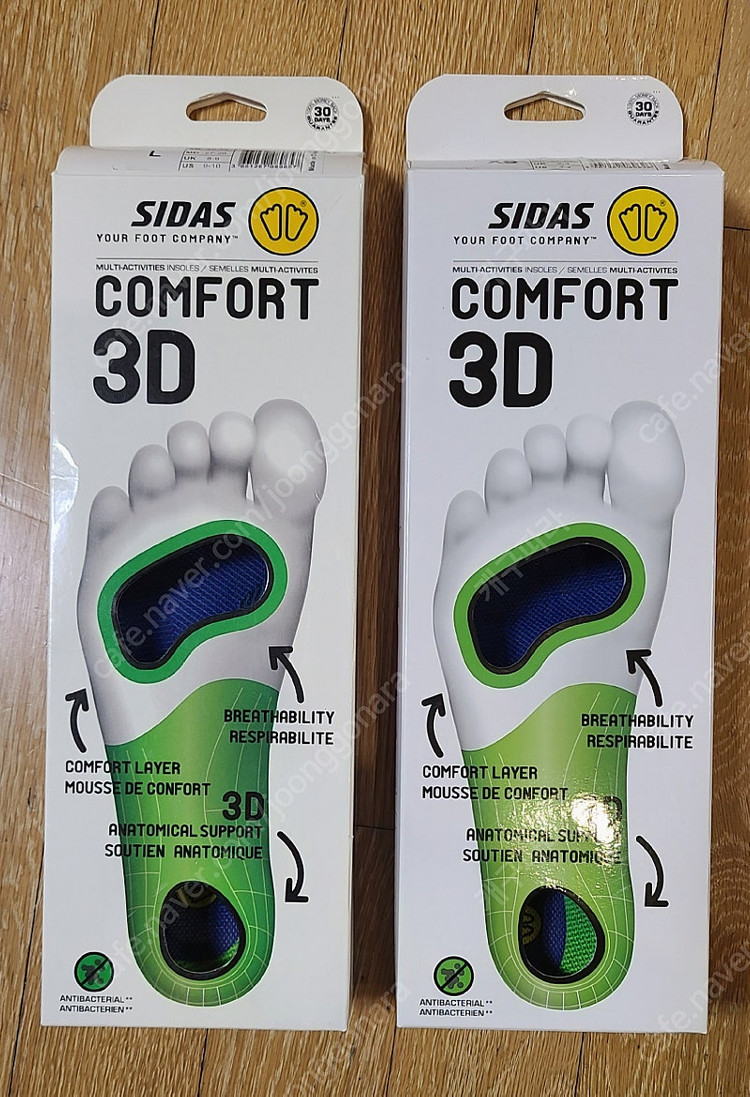 30
DAYS
L
UK
US
SIDAS
YOUR FOOT COMPANY™
MULTI-ACTIVITIES INSOLES / SEMELLES MULTI-ACTIVITES
COMFORT
3D
BREATHABILITY
RESPIRABILITE
COMFORT LAYER
MOUSSE DE CONFORT
3D
ANATOMICAL SUPPORT
SOUTIEN ANATOMIQUE
ANTIBACTERIAL**
ANTIBACTERIEN**
30
DAYS
SIDAS
YOUR FOOT COMPANY™
MULTI-ACTIVITIES INSOLES / SEMELLES MULTI-ACTIVITES
COMFORT
3D
BREATHABILITY
RESPIRABILITE
COMFORT LAYER
MOUSSE DE CONFORT
ANATOMICAL
SOUTIEN ANATOMIQUE
ANTIBACTERIAL**
ANTIBACTERIEN**
cafe.naver.com/joonggonara